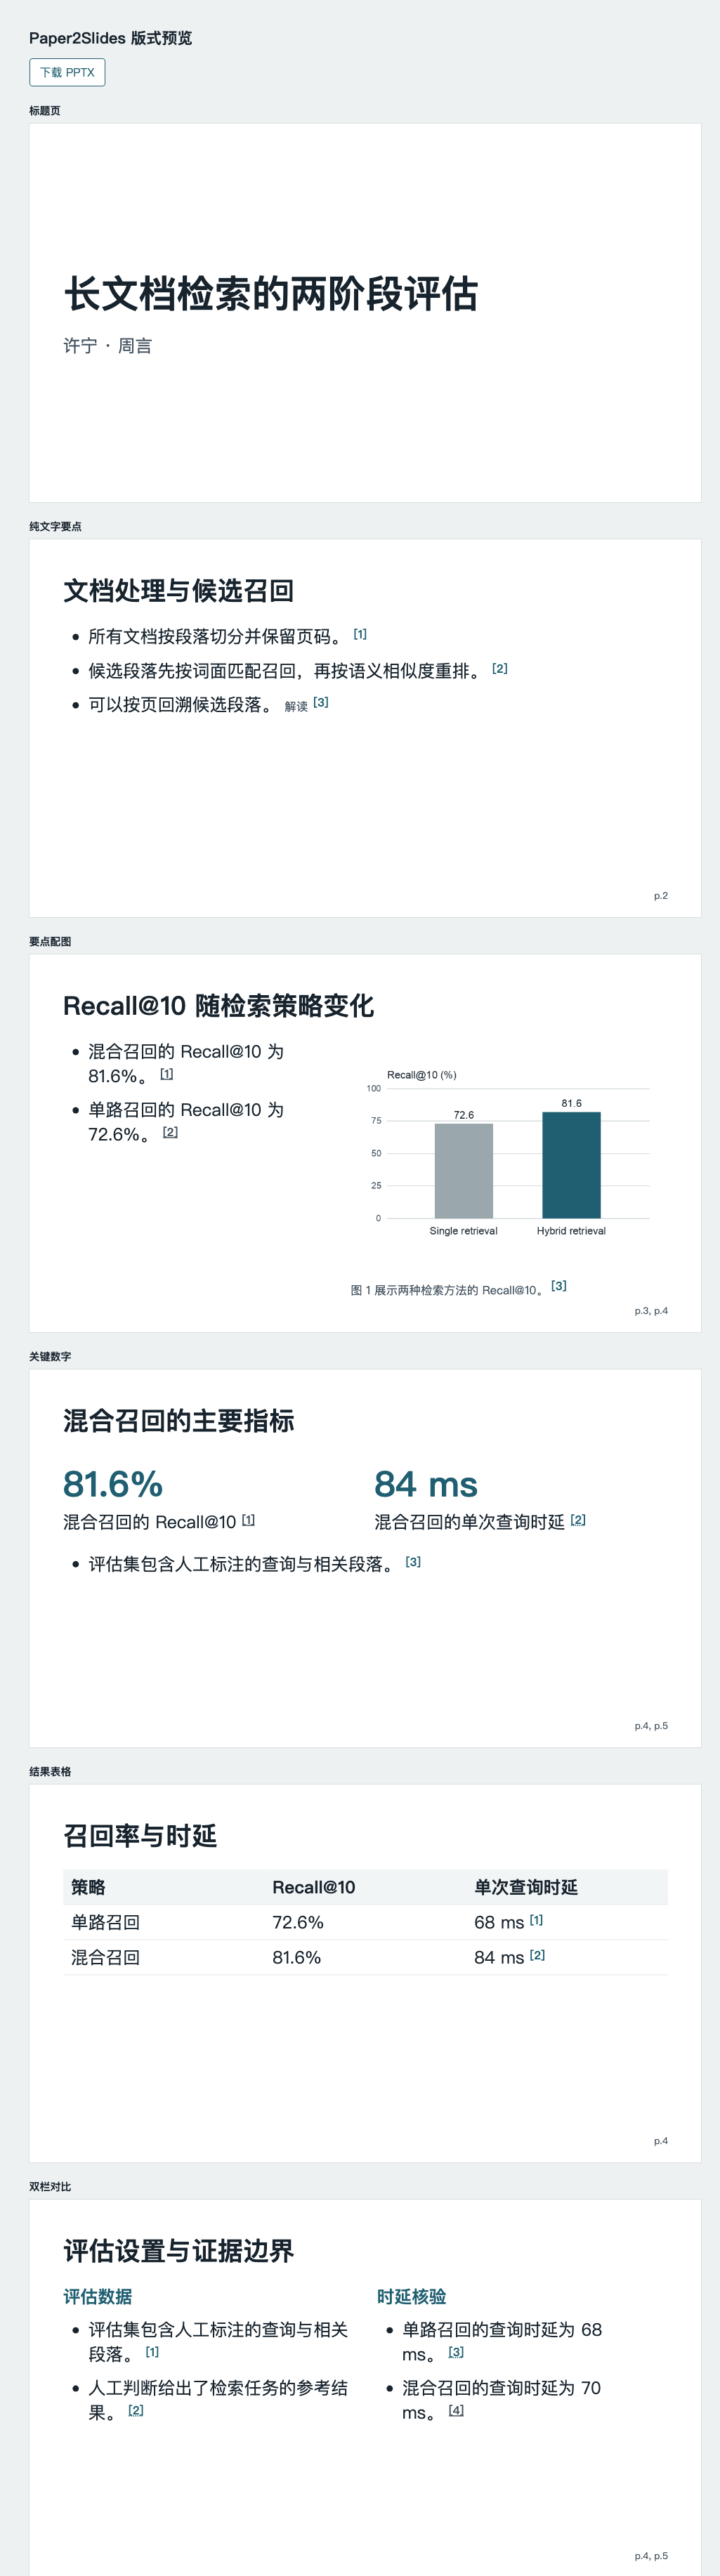 Paper2Slides 版式预览
下载 PPTX
标题页
长文档检索的两阶段评估
许宁 · 周言
纯文字要点
文档处理与候选召回
• 所有文档按段落切分并保留页码。 [1]
• 候选段落先按词面匹配召回，再按语义相似度重排。 [2]
• 可以按页回溯候选段落。 解读 [3]
p.2
要点配图
Recall@10 随检索策略变化
• 混合召回的 Recall@10 为
81.6%。 [1]
• 单路召回的 Recall@10 为
72.6%。 [2]
Recall@10 (%)
100
75
50
25
0
72.6
81.6
Single retrieval
Hybrid retrieval
图 1 展示两种检索方法的 Recall@10。 [3]
p.3, p.4
关键数字
混合召回的主要指标
81.6%
混合召回的 Recall@10 [1]
84 ms
混合召回的单次查询时延 [2]
• 评估集包含人工标注的查询与相关段落。 [3]
p.4, p.5
结果表格
召回率与时延
策略 Recall@10 单次查询时延
单路召回 72.6% 68 ms [1]
混合召回 81.6% 84 ms [2]
p.4
双栏对比
评估设置与证据边界
评估数据
• 评估集包含人工标注的查询与相关
段落。 [1]
• 人工判断给出了检索任务的参考结
果。 [2]
时延核验
• 单路召回的查询时延为 68
ms。 [3]
• 混合召回的查询时延为 70
ms。 [4]
p.4, p.5